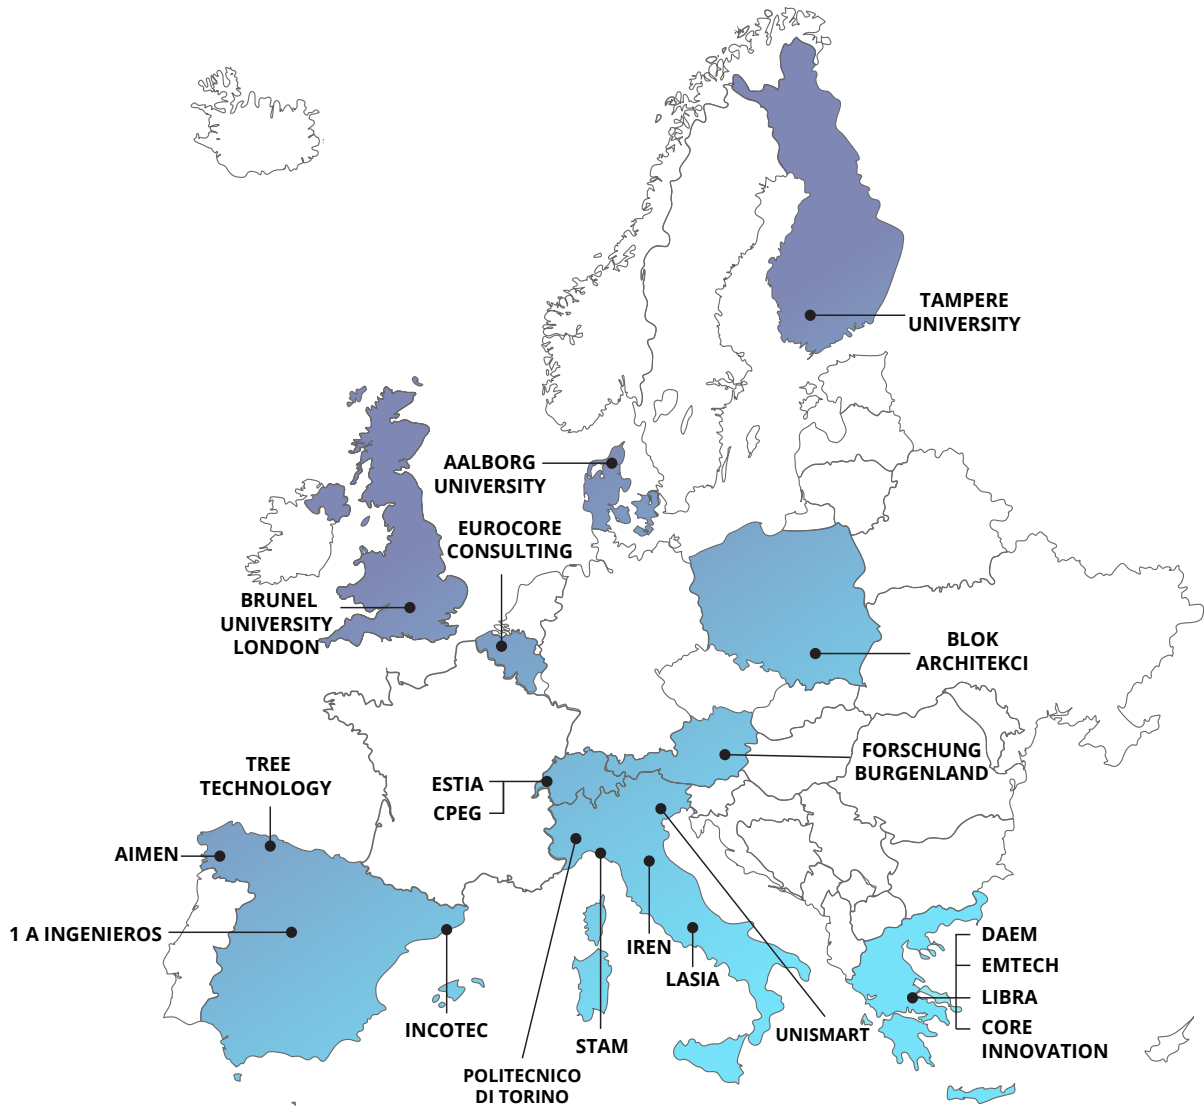 TAMPERE
UNIVERSITY
AALBORG
UNIVERSITY
EUROCORE
CONSULTING
BRUNEL
UNIVERSITY
LONDON
BLOK
ARCHITEKCI
FORSCHUNG
BURGENLAND
TREE
TECHNOLOGY
ESTIA
CPEG
AIMEN
1 A INGENIEROS
INCOTEC
POLITECNICO
DI TORINO
STAM
IREN
LASIA
UNISMART
DAEM
EMTECH
LIBRA
CORE
INNOVATION